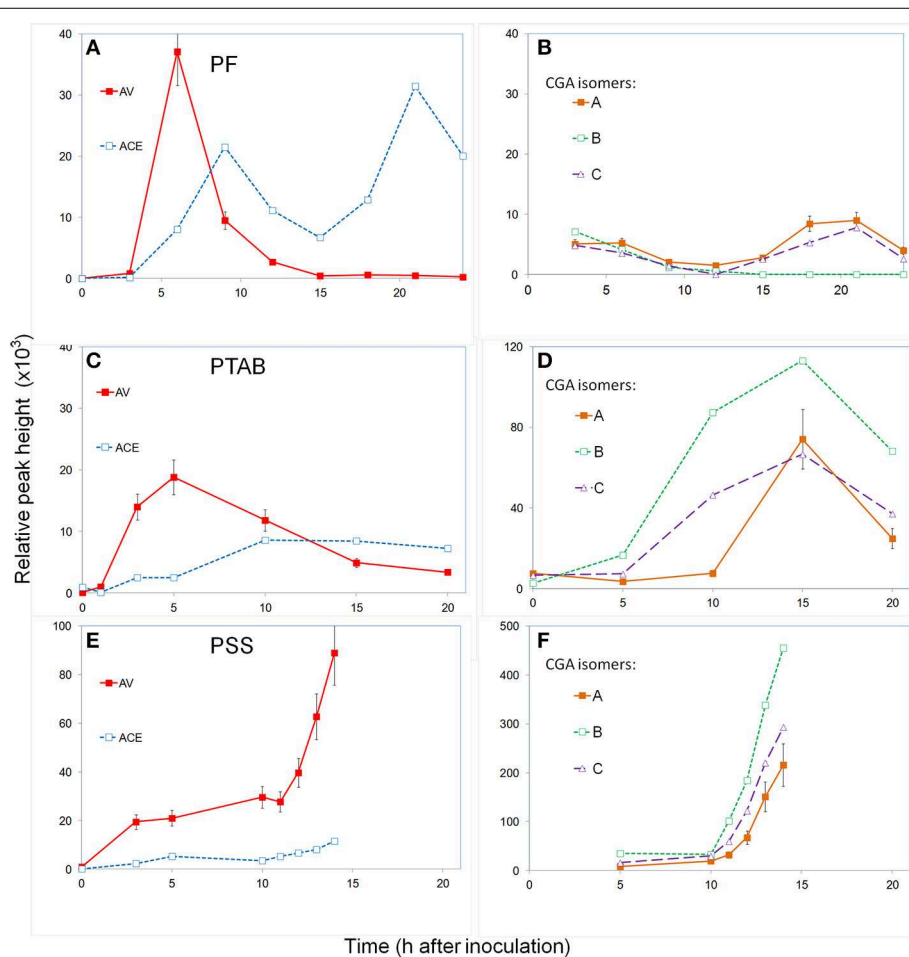 Relative peak height (x10³)
A
PF
AV
ACE
40
30
20
10
0
0 5 10 15 20
B
CGA isomers:
A
B
C
40
30
20
10
0
0 5 10 15 20
C
PTAB
AV
ACE
40
30
20
10
0
0 5 10 15 20
D
CGA isomers:
A
B
C
120
80
40
0
0 5 10 15 20
E
PSS
AV
ACE
100
80
60
40
20
0
0 5 10 15 20
F
CGA isomers:
A
B
C
500
400
300
200
100
0
0 5 10 15 20
Time (h after inoculation)